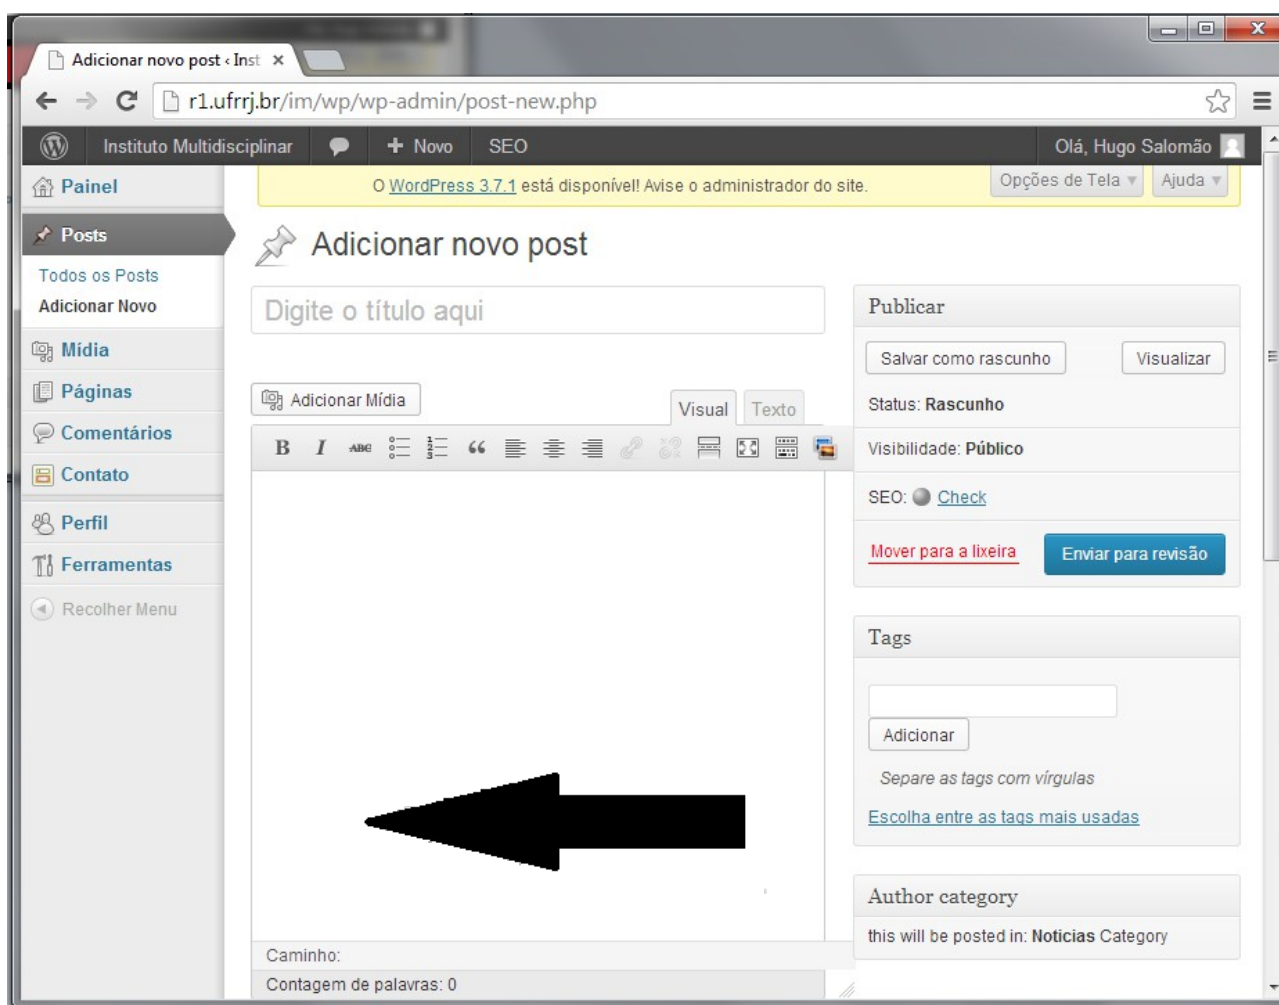 Adicionar novo post ‹ Inst
r1.ufrrj.br/im/wp/wp-admin/post-new.php
Instituto Multidisciplinar + Novo SEO Olá, Hugo Salomão
Painel
Posts
Todos os Posts
Adicionar Novo
Mídia
Páginas
Comentários
Contato
Perfil
Ferramentas
Recolher Menu
O WordPress 3.7.1 está disponível! Avise o administrador do site.
Opções de Tela Ajuda
Adicionar novo post
Digite o título aqui
Adicionar Mídia
Visual Texto
B I ABC
Caminho:
Contagem de palavras: 0
Publicar
Salvar como rascunho Visualizar
Status: Rascunho
Visibilidade: Público
SEO: Check
Mover para a lixeira Enviar para revisão
Tags
Adicionar
Separe as tags com vírgulas
Escolha entre as tags mais usadas
Author category
this will be posted in: Noticias Category